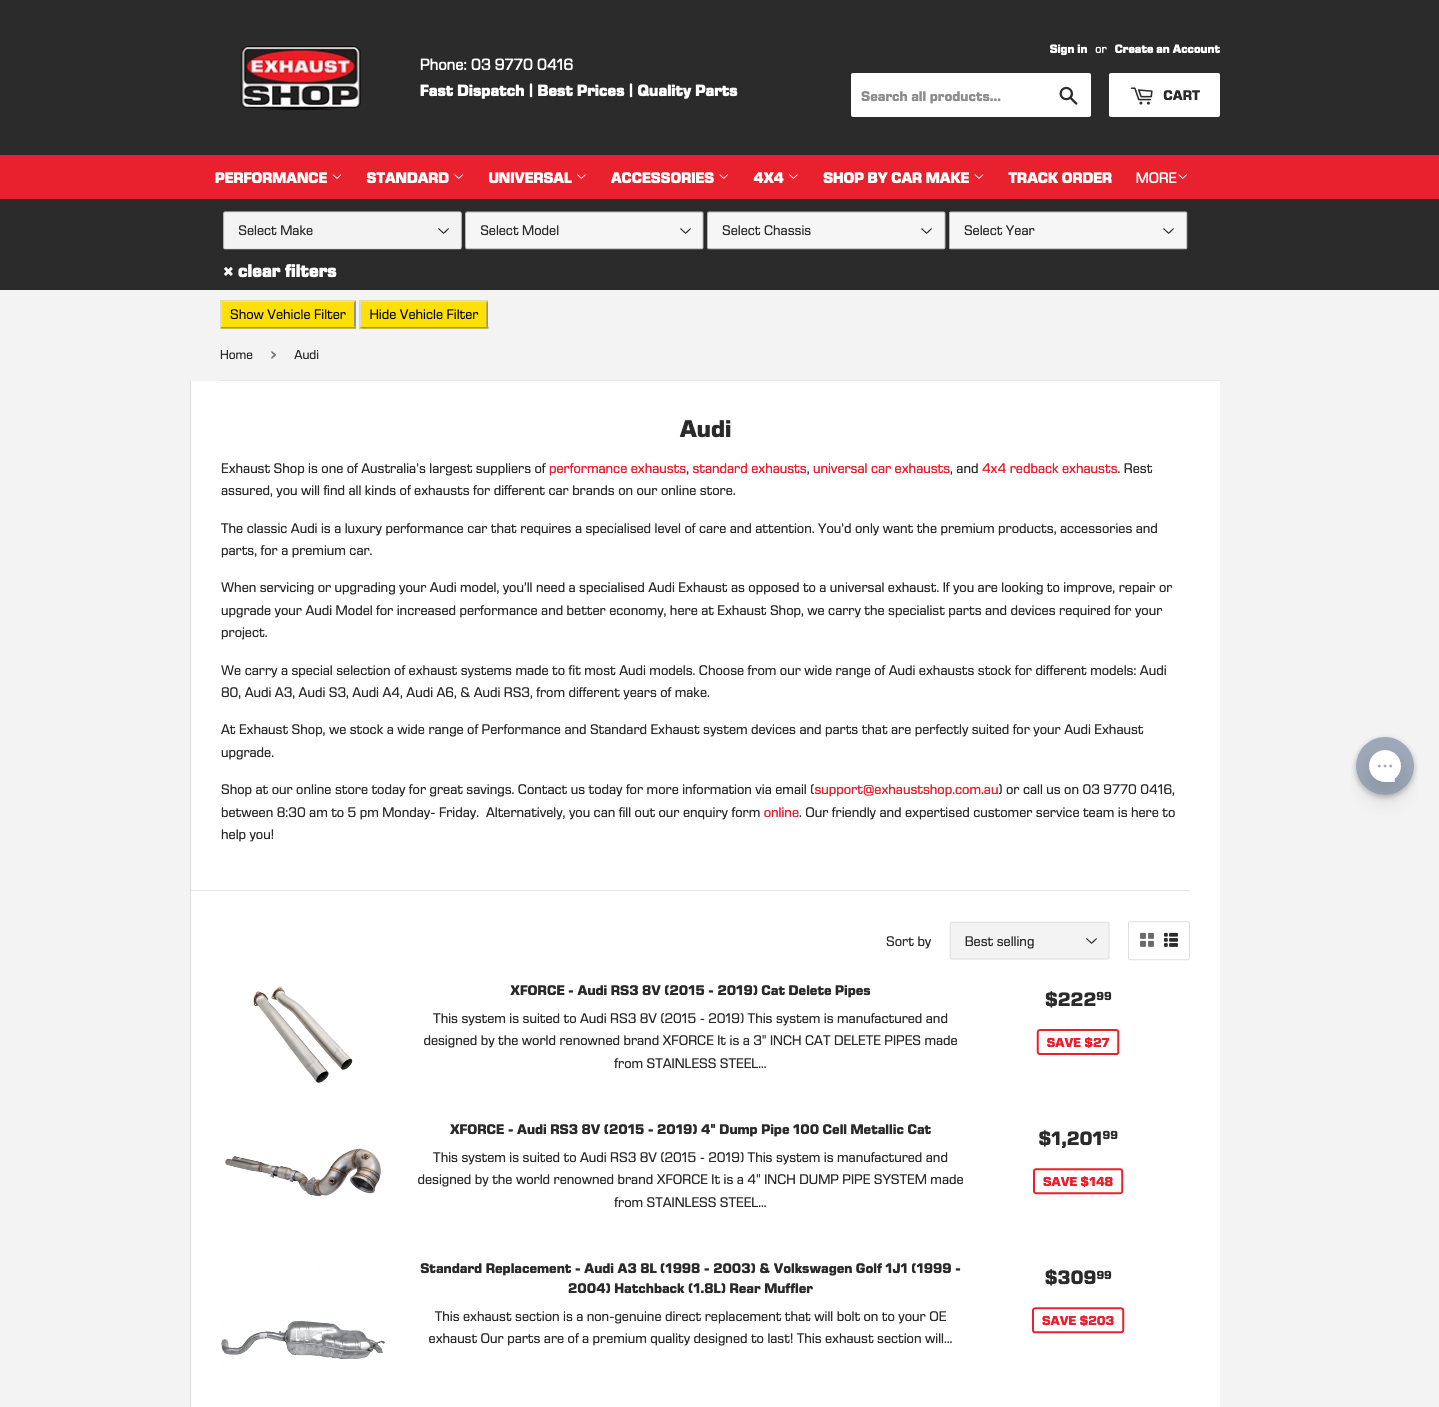 EXHAUST
SHOP
Phone: 03 9770 0416
Fast Dispatch | Best Prices | Quality Parts
Sign in or Create an Account
Search all products...
CART
PERFORMANCE STANDARD UNIVERSAL ACCESSORIES 4X4 SHOP BY CAR MAKE TRACK ORDER MORE
Select Make Select Model Select Chassis Select Year
× clear filters
Show Vehicle Filter Hide Vehicle Filter
Home › Audi
Audi
Exhaust Shop is one of Australia's largest suppliers of performance exhausts, standard exhausts, universal car exhausts, and 4x4 redback exhausts. Rest
assured, you will find all kinds of exhausts for different car brands on our online store.
The classic Audi is a luxury performance car that requires a specialised level of care and attention. You'd only want the premium products, accessories and
parts, for a premium car.
When servicing or upgrading your Audi model, you'll need a specialised Audi Exhaust as opposed to a universal exhaust. If you are looking to improve, repair or
upgrade your Audi Model for increased performance and better economy, here at Exhaust Shop, we carry the specialist parts and devices required for your
project.
We carry a special selection of exhaust systems made to fit most Audi models. Choose from our wide range of Audi exhausts stock for different models: Audi
80, Audi A3, Audi S3, Audi A4, Audi A6, & Audi RS3, from different years of make.
At Exhaust Shop, we stock a wide range of Performance and Standard Exhaust system devices and parts that are perfectly suited for your Audi Exhaust
upgrade.
Shop at our online store today for great savings. Contact us today for more information via email (support@exhaustshop.com.au) or call us on 03 9770 0416,
between 8:30 am to 5 pm Monday- Friday.  Alternatively, you can fill out our enquiry form online. Our friendly and expertised customer service team is here to
help you!
Sort by Best selling
XFORCE - Audi RS3 8V (2015 - 2019) Cat Delete Pipes
This system is suited to Audi RS3 8V (2015 - 2019) This system is manufactured and
designed by the world renowned brand XFORCE It is a 3" INCH CAT DELETE PIPES made
from STAINLESS STEEL...
$222.99
SAVE $27
XFORCE - Audi RS3 8V (2015 - 2019) 4" Dump Pipe 100 Cell Metallic Cat
This system is suited to Audi RS3 8V (2015 - 2019) This system is manufactured and
designed by the world renowned brand XFORCE It is a 4" INCH DUMP PIPE SYSTEM made
from STAINLESS STEEL...
$1,201.99
SAVE $148
Standard Replacement - Audi A3 8L (1998 - 2003) & Volkswagen Golf 1J1 (1999 -
2004) Hatchback (1.8L) Rear Muffler
This exhaust section is a non-genuine direct replacement that will bolt on to your OE
exhaust Our parts are of a premium quality designed to last! This exhaust section will...
$309.99
SAVE $203